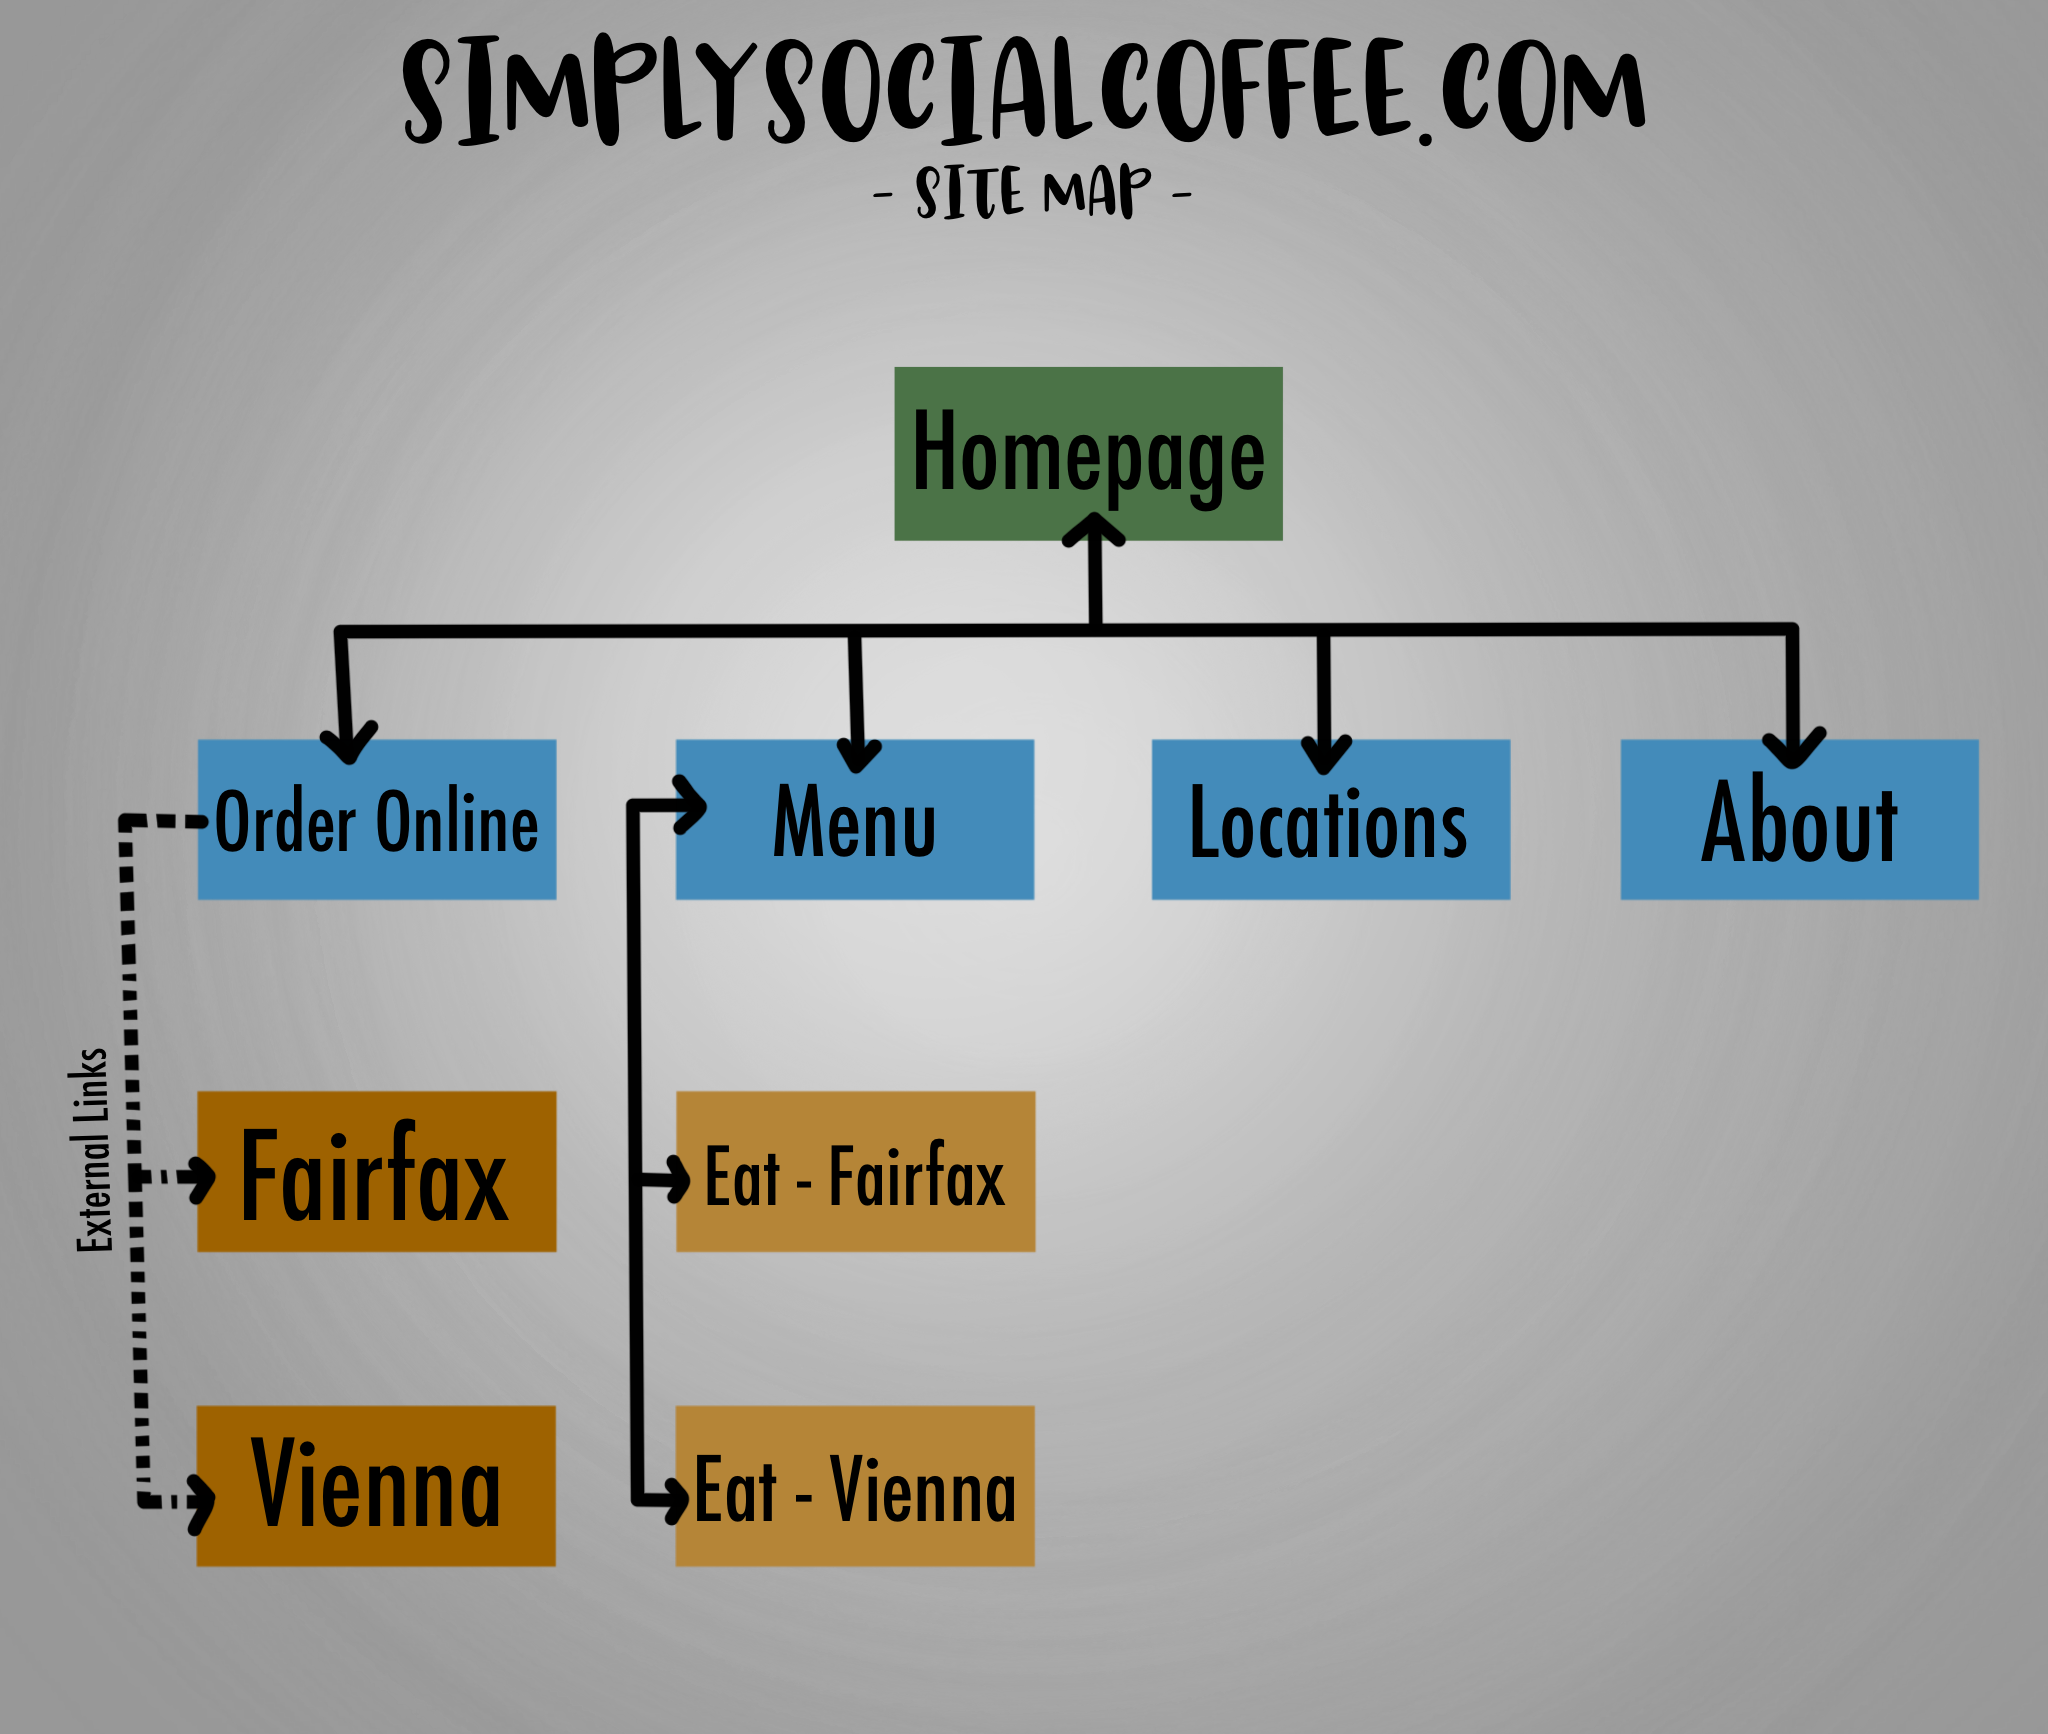 SIMPLYSOCIALCOFFEE.COM
- SITE MAP -
Homepage
Order Online
Menu
Locations
About
External Links
Fairfax
Eat - Fairfax
Vienna
Eat - Vienna